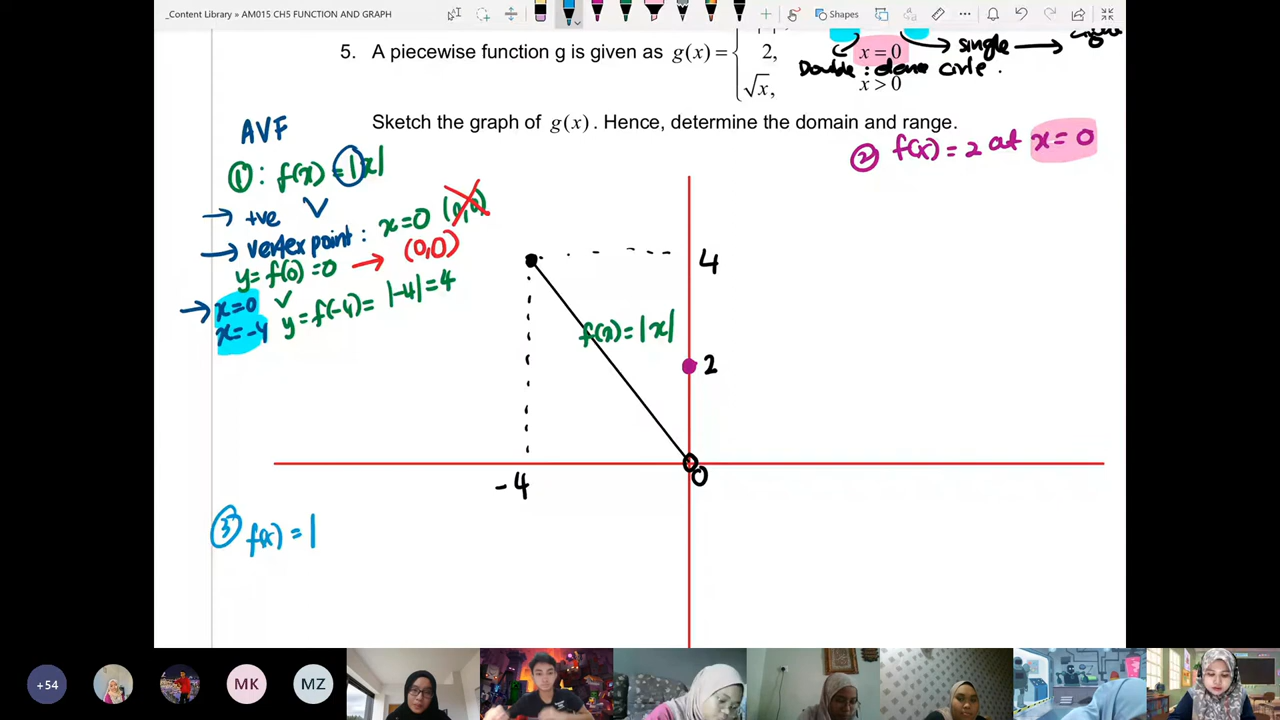 _Content Library » AM015 CH5 FUNCTION AND GRAPH
Shapes
5. A piecewise function g is given as g(x) = { 2, x = 0
single →
Double : close circle .
√x, x > 0
Sketch the graph of g(x). Hence, determine the domain and range.
② f(x) = 2 at x = 0
AVF
① : f(x) = |x|
→ +ve V
→ vertex point : x = 0 (0,0)
y = f(0) = 0 → (0,0)
→ x = 0 ✓
x = -4 y = f(-4) = |-4| = 4
4
f(x) = |x|
2
-4
0
③ f(x) = |
+54
MK
MZ